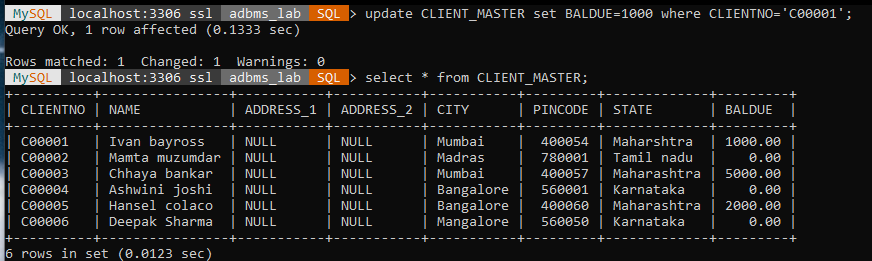 MySQL localhost:3306 ssl adbms_lab SQL > update CLIENT_MASTER set BALDUE=1000 where CLIENTNO='C00001';
Query OK, 1 row affected (0.1333 sec)

Rows matched: 1  Changed: 1  Warnings: 0
MySQL localhost:3306 ssl adbms_lab SQL > select * from CLIENT_MASTER;
+----------+----------------+-----------+-----------+-----------+---------+-------------+---------+
| CLIENTNO | NAME           | ADDRESS_1 | ADDRESS_2 | CITY      | PINCODE | STATE       | BALDUE  |
+----------+----------------+-----------+-----------+-----------+---------+-------------+---------+
| C00001   | Ivan bayross   | NULL      | NULL      | Mumbai    |  400054 | Maharshtra  | 1000.00 |
| C00002   | Mamta muzumdar | NULL      | NULL      | Madras    |  780001 | Tamil nadu  |    0.00 |
| C00003   | Chhaya bankar  | NULL      | NULL      | Mumbai    |  400057 | Maharashtra | 5000.00 |
| C00004   | Ashwini joshi  | NULL      | NULL      | Bangalore |  560001 | Karnataka   |    0.00 |
| C00005   | Hansel colaco  | NULL      | NULL      | Bangalore |  400060 | Maharashtra | 2000.00 |
| C00006   | Deepak Sharma  | NULL      | NULL      | Mangalore |  560050 | Karnataka   |    0.00 |
+----------+----------------+-----------+-----------+-----------+---------+-------------+---------+
6 rows in set (0.0123 sec)